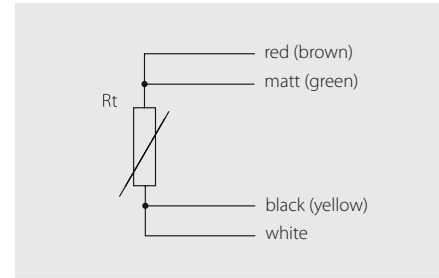 red (brown)
matt (green)
Rt
black (yellow)
white